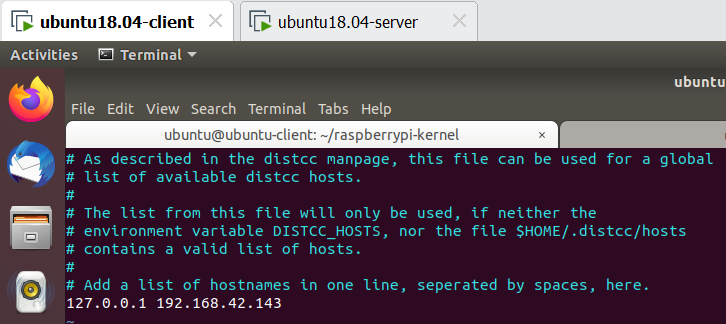 ubuntu18.04-client
ubuntu18.04-server
Activities
Terminal
ubuntu
File Edit View Search Terminal Tabs Help
ubuntu@ubuntu-client: ~/raspberrypi-kernel
# As described in the distcc manpage, this file can be used for a global
# list of available distcc hosts.
#
# The list from this file will only be used, if neither the
# environment variable DISTCC_HOSTS, nor the file $HOME/.distcc/hosts
# contains a valid list of hosts.
#
# Add a list of hostnames in one line, seperated by spaces, here.
127.0.0.1 192.168.42.143
~